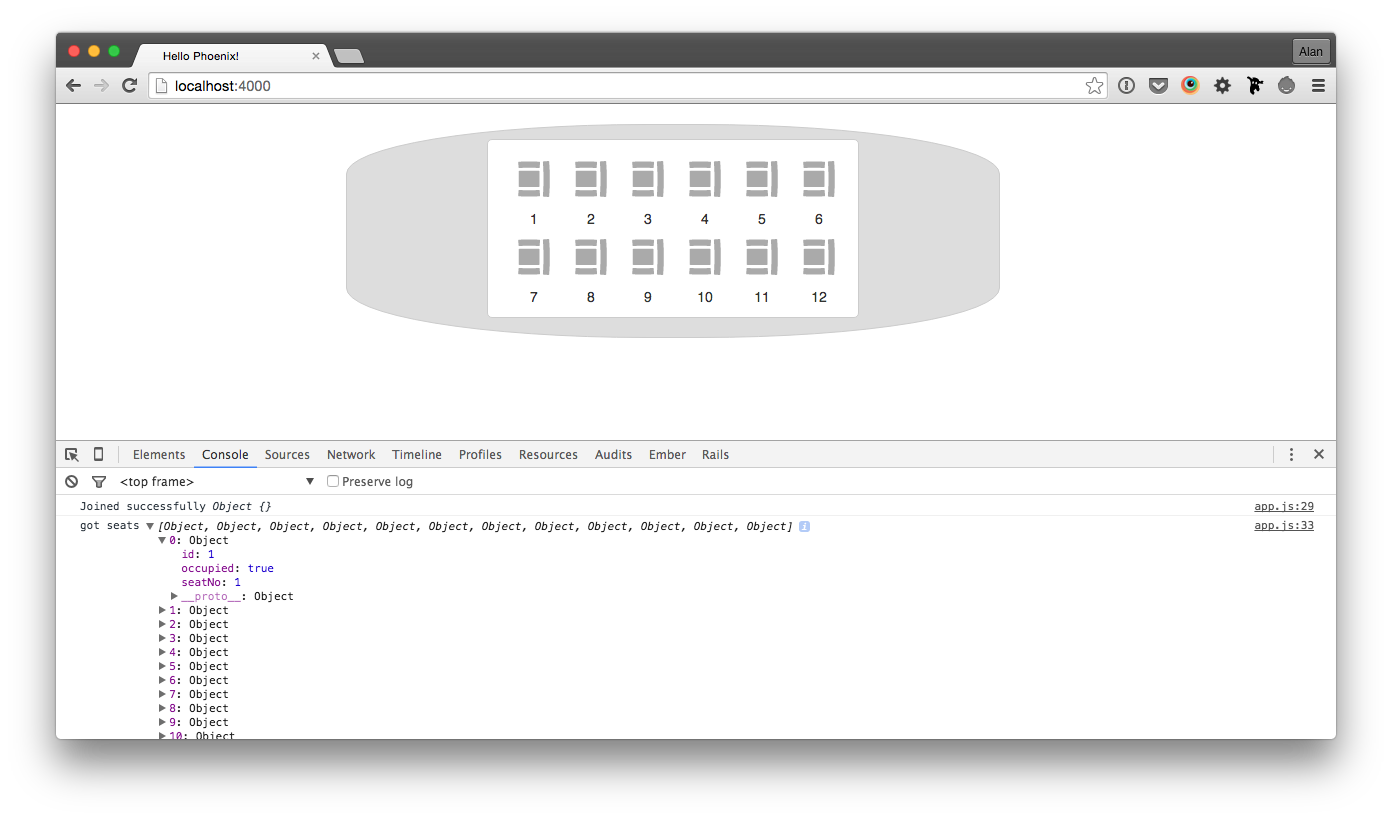 Hello Phoenix!
Alan
localhost:4000
1 2 3 4 5 6
7 8 9 10 11 12
Elements Console Sources Network Timeline Profiles Resources Audits Ember Rails
<top frame> Preserve log
Joined successfully Object {} app.js:29
got seats [Object, Object, Object, Object, Object, Object, Object, Object, Object, Object, Object, Object] app.js:33
0: Object
id: 1
occupied: true
seatNo: 1
__proto__: Object
1: Object
2: Object
3: Object
4: Object
5: Object
6: Object
7: Object
8: Object
9: Object
10: Object